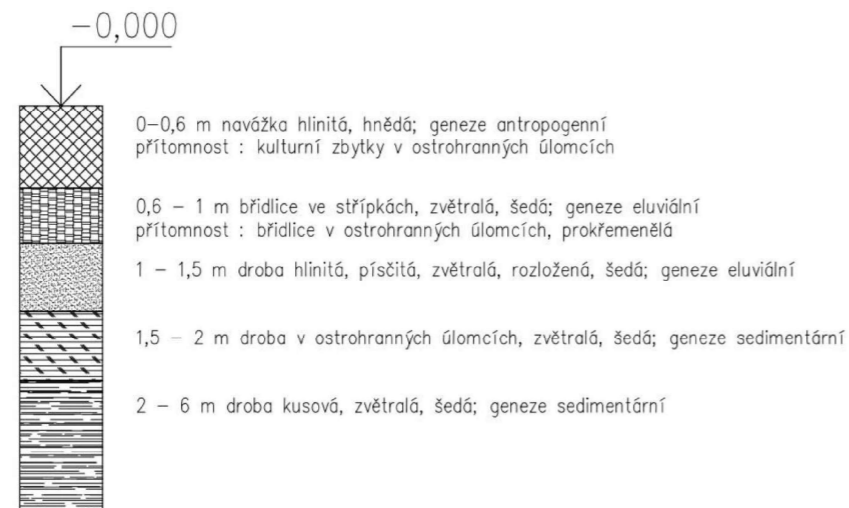 -0,000
0-0,6 m navážka hlinitá, hnědá; geneze antropogenní
přítomnost : kulturní zbytky v ostrohranných úlomcích
0,6 - 1 m břidlice ve střípkách, zvětralá, šedá; geneze eluviální
přítomnost : břidlice v ostrohranných úlomcích, prokřemenělá
1 - 1,5 m droba hlinitá, písčitá, zvětralá, rozložená, šedá; geneze eluviální
1,5 - 2 m droba v ostrohranných úlomcích, zvětralá, šedá; geneze sedimentární
2 - 6 m droba kusová, zvětralá, šedá; geneze sedimentární